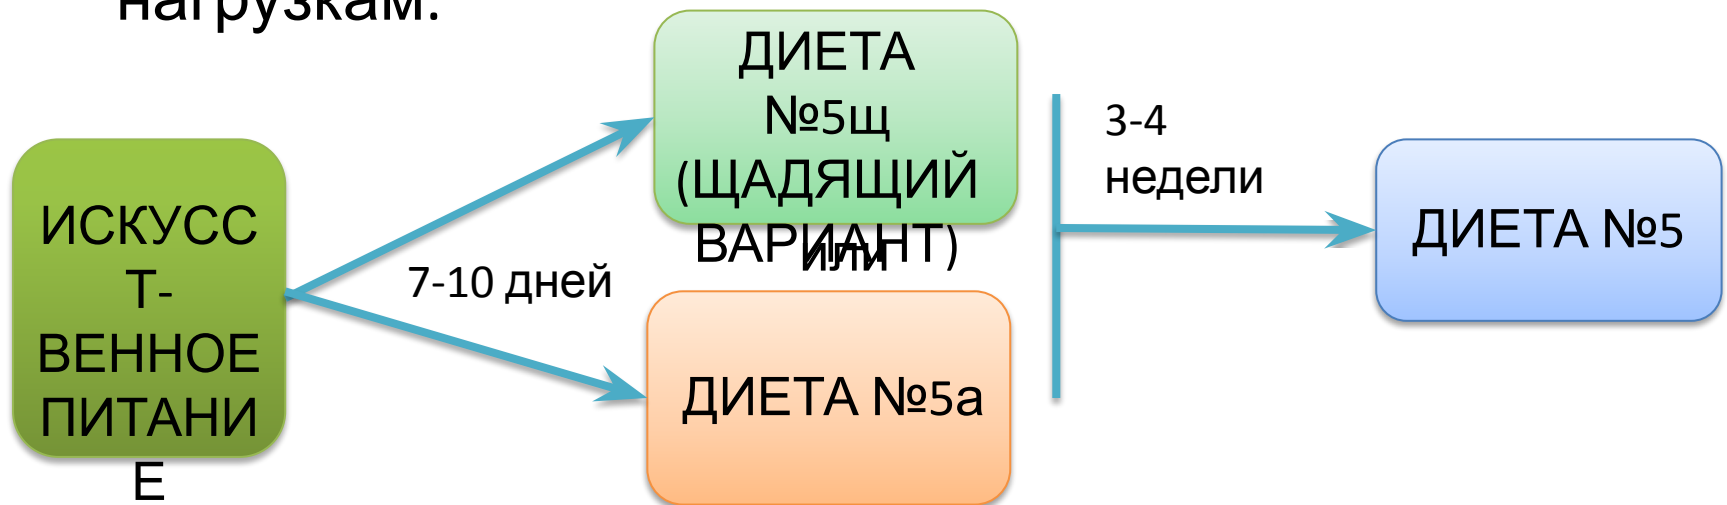 нагрузкам.
ИСКУСС
Т-
ВЕННОЕ
ПИТАНИ
Е
7-10 дней
ДИЕТА
№5щ
(ЩАДЯЩИЙ
ВАРИАНТ)
или
ДИЕТА №5а
3-4
недели
ДИЕТА №5